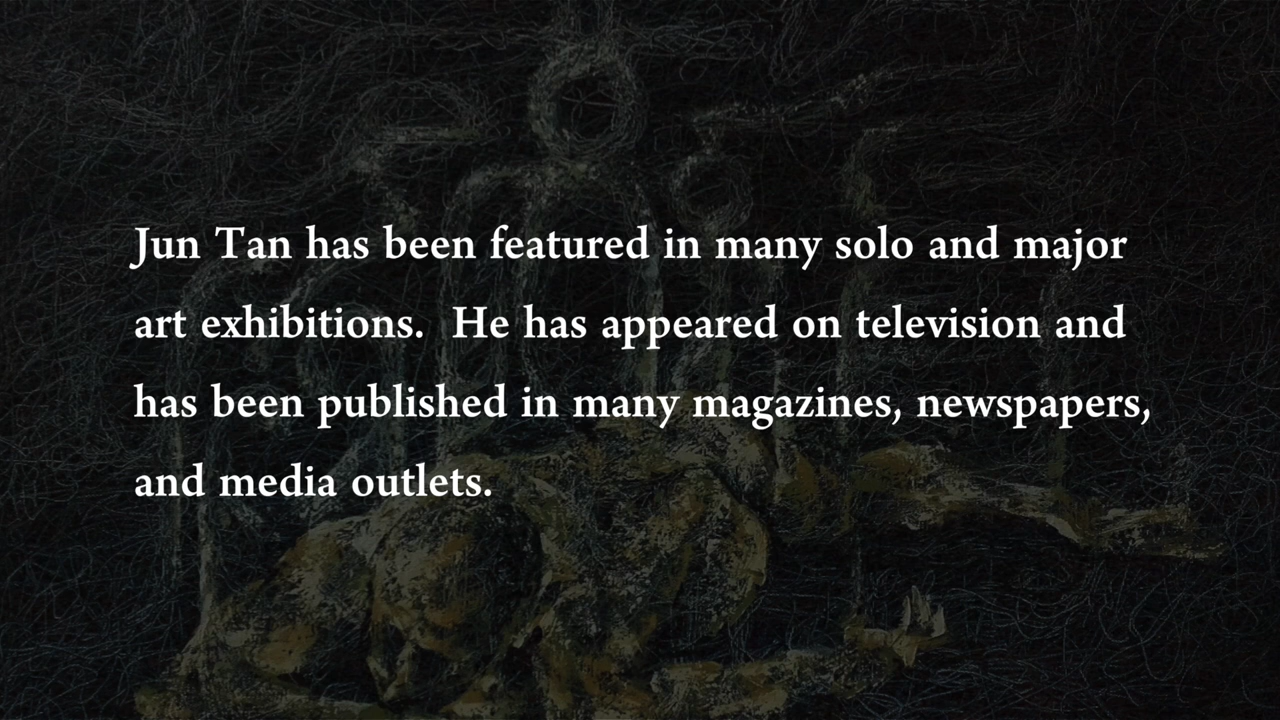 Jun Tan has been featured in many solo and major
art exhibitions.  He has appeared on television and
has been published in many magazines, newspapers,
and media outlets.